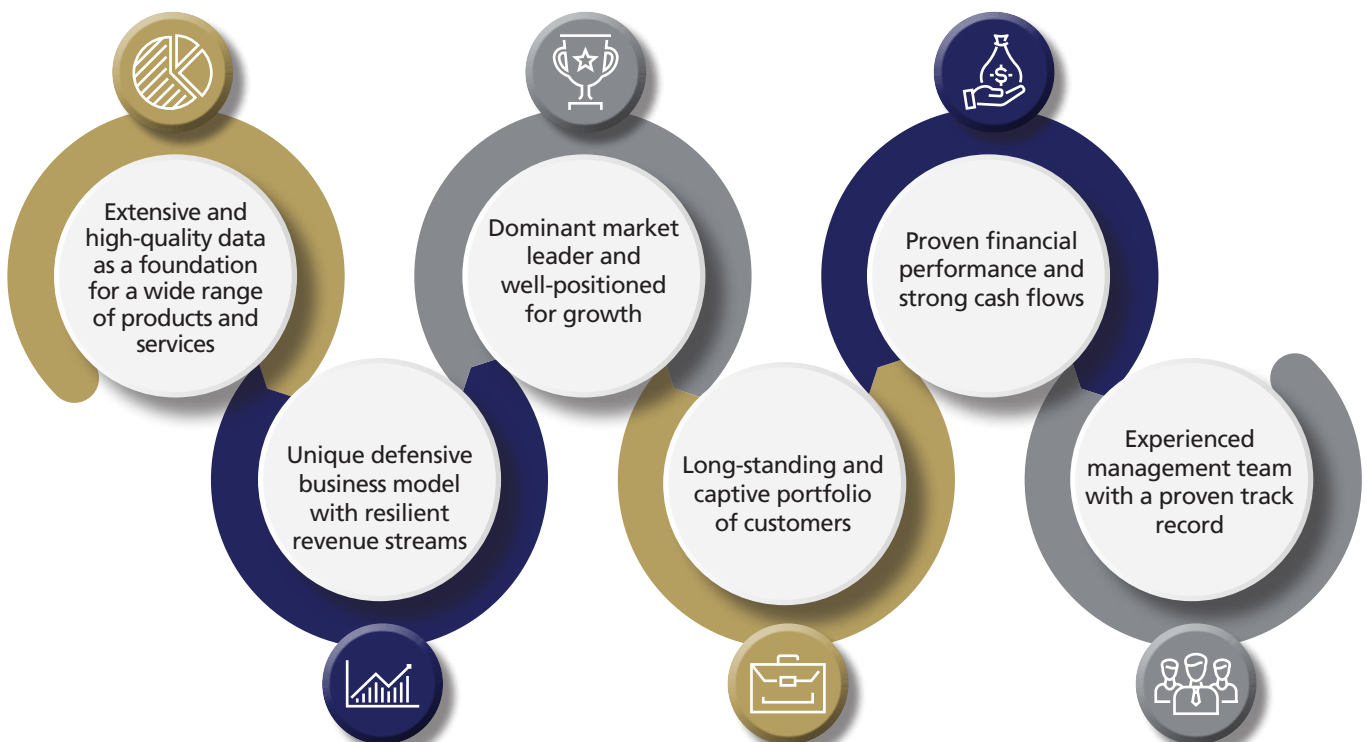 Extensive and
high-quality data
as a foundation
for a wide range
of products and
services
Unique defensive
business model
with resilient
revenue streams
Dominant market
leader and
well-positioned
for growth
Long-standing and
captive portfolio
of customers
$
Proven financial
performance and
strong cash flows
Experienced
management team
with a proven track
record